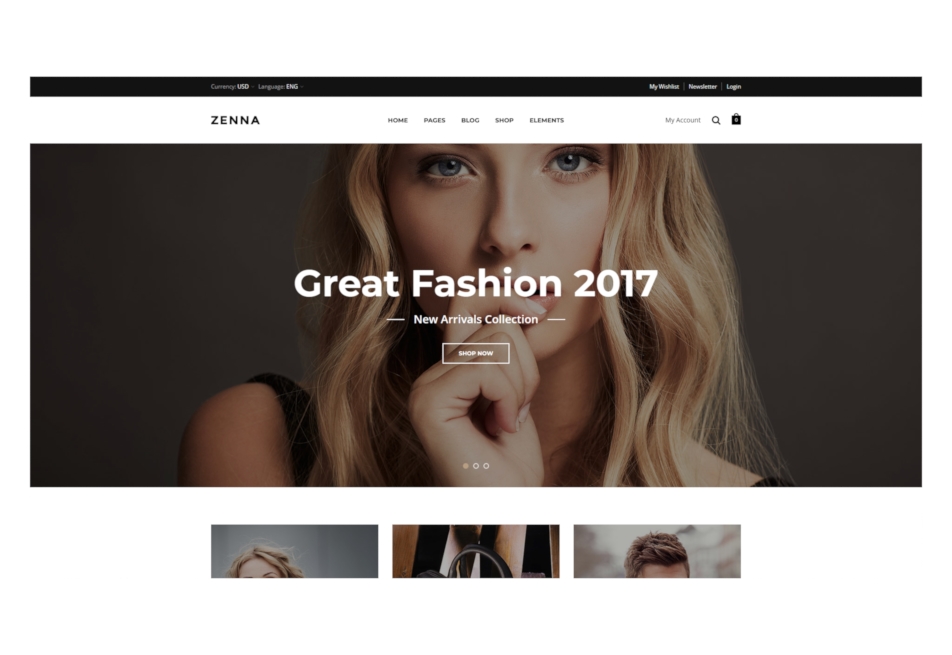 Currency: USD Language: ENG My Wishlist Newsletter Login
ZENNA HOME PAGES BLOG SHOP ELEMENTS My Account 0
Great Fashion 2017
New Arrivals Collection
SHOP NOW